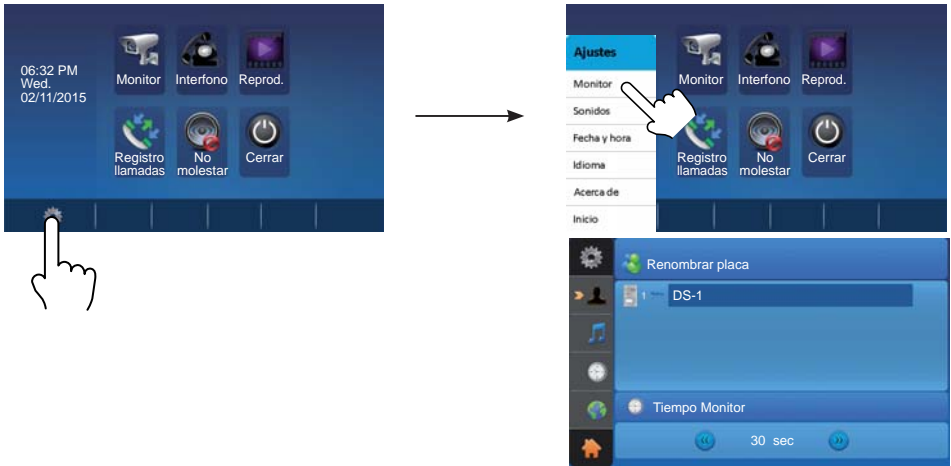 06:32 PM
Wed.
02/11/2015
Monitor Interfono Reprod.
Registro
llamadas
No
molestar
Cerrar
Ajustes
Monitor
Sonidos
Fecha y hora
Idioma
Acerca de
Inicio
Monitor Interfono Reprod.
Registro
llamadas
No
molestar
Cerrar
Renombrar placa
1 DS-1
Tiempo Monitor
30 sec